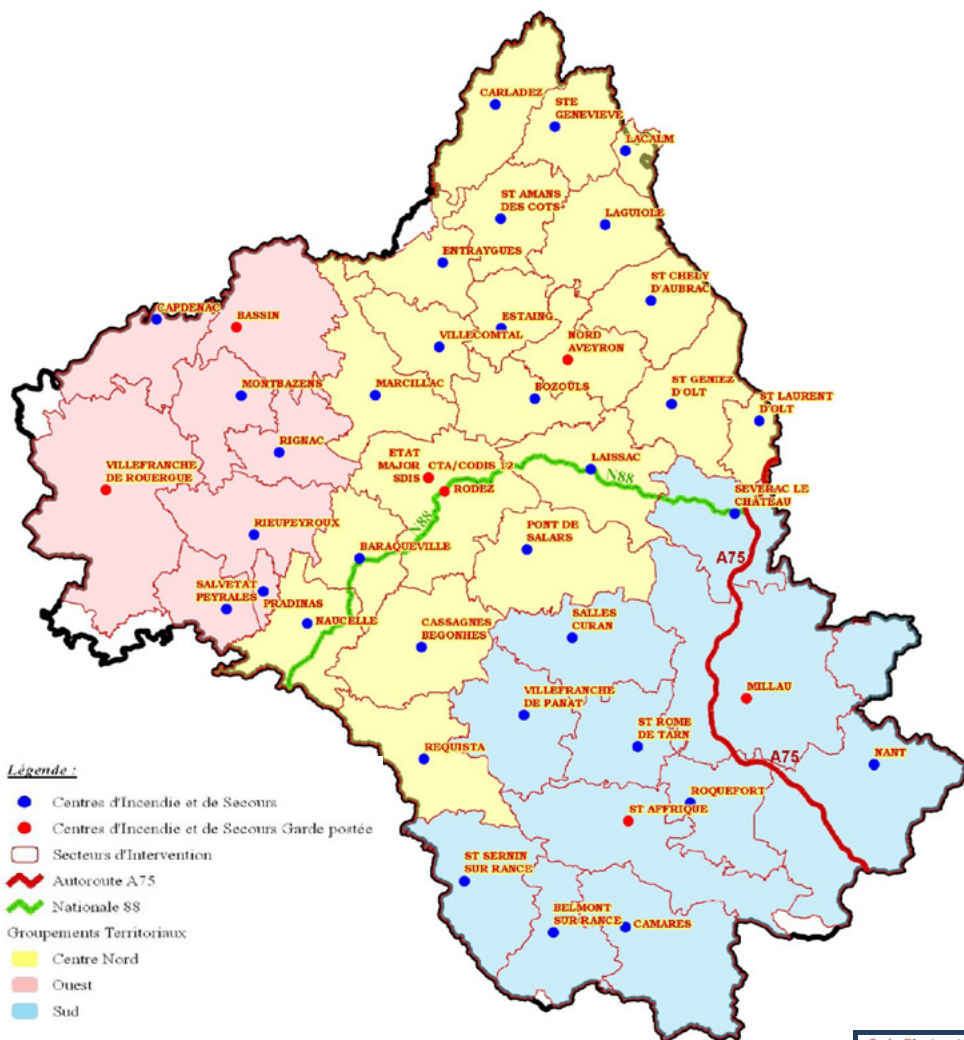 CARLADEZ
STE
GENEVIEVE
LACALM
ST AMANS
DES COTS
LAGUIOLE
ENTRAYGUES
ST CHELY
D'AUBRAC
CAPDENAC
BASSIN
ESTAING
VILLECOMTAL
NORD
AVEYRON
MONTBAZENS
MARCILLAC
BOZOULS
ST GENIEZ
D'OLT
ST LAURENT
D'OLT
RIGNAC
VILLEFRANCHE
DE ROUERGUE
ETAT
MAJOR
SDIS
CTA/CODIS 12
RODEZ
LAISSAC
N88
N88
SEVERAC LE
CHÂTEAU
RIEUPEYROUX
BARAQUEVILLE
PONT DE
SALARS
A75
SALVETAT
PEYRALES
PRADINAS
NAUCELLE
CASSAGNES
BEGONHES
SALLES
CURAN
VILLEFRANCHE
DE PANAT
MILLAU
ST ROME
DE TARN
REQUISTA
A75
NANT
ROQUEFORT
ST AFFRIQUE
ST SERNIN
SUR RANCE
BELMONT
SUR RANCE
CAMARES
Légende :
Centres d'Incendie et de Secours
Centres d'Incendie et de Secours Garde postée
Secteurs d'Intervention
Autoroute A75
Nationale 88
Groupements Territoriaux
Centre Nord
Ouest
Sud